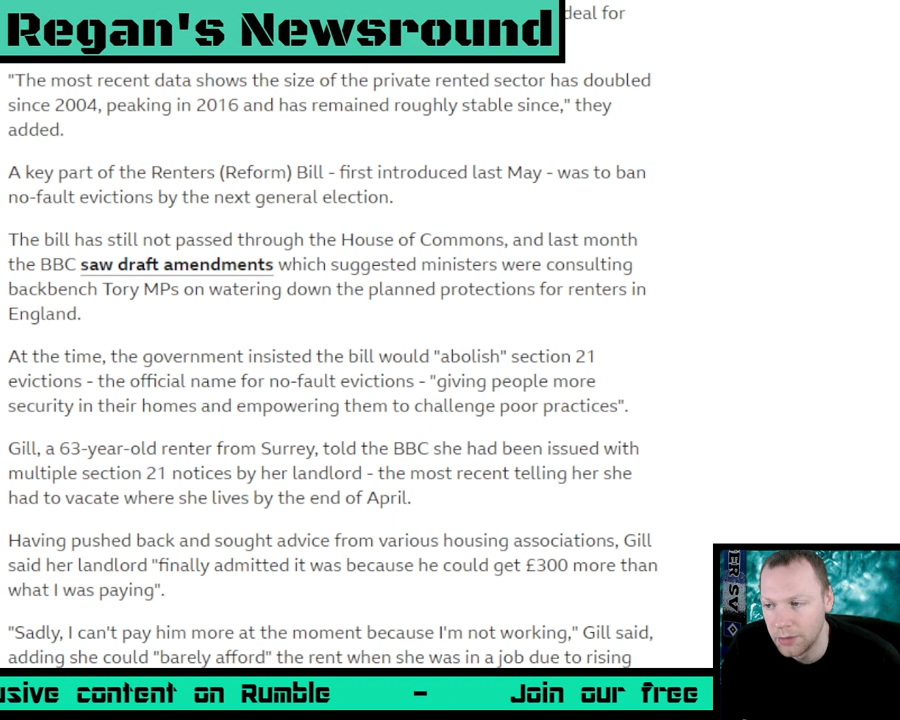 Regan's Newsround
deal for
"The most recent data shows the size of the private rented sector has doubled
since 2004, peaking in 2016 and has remained roughly stable since," they
added.
A key part of the Renters (Reform) Bill - first introduced last May - was to ban
no-fault evictions by the next general election.
The bill has still not passed through the House of Commons, and last month
the BBC saw draft amendments which suggested ministers were consulting
backbench Tory MPs on watering down the planned protections for renters in
England.
At the time, the government insisted the bill would "abolish" section 21
evictions - the official name for no-fault evictions - "giving people more
security in their homes and empowering them to challenge poor practices".
Gill, a 63-year-old renter from Surrey, told the BBC she had been issued with
multiple section 21 notices by her landlord - the most recent telling her she
had to vacate where she lives by the end of April.
Having pushed back and sought advice from various housing associations, Gill
said her landlord "finally admitted it was because he could get £300 more than
what I was paying".
"Sadly, I can't pay him more at the moment because I'm not working," Gill said,
adding she could "barely afford" the rent when she was in a job due to rising
usive content on Rumble - Join our free